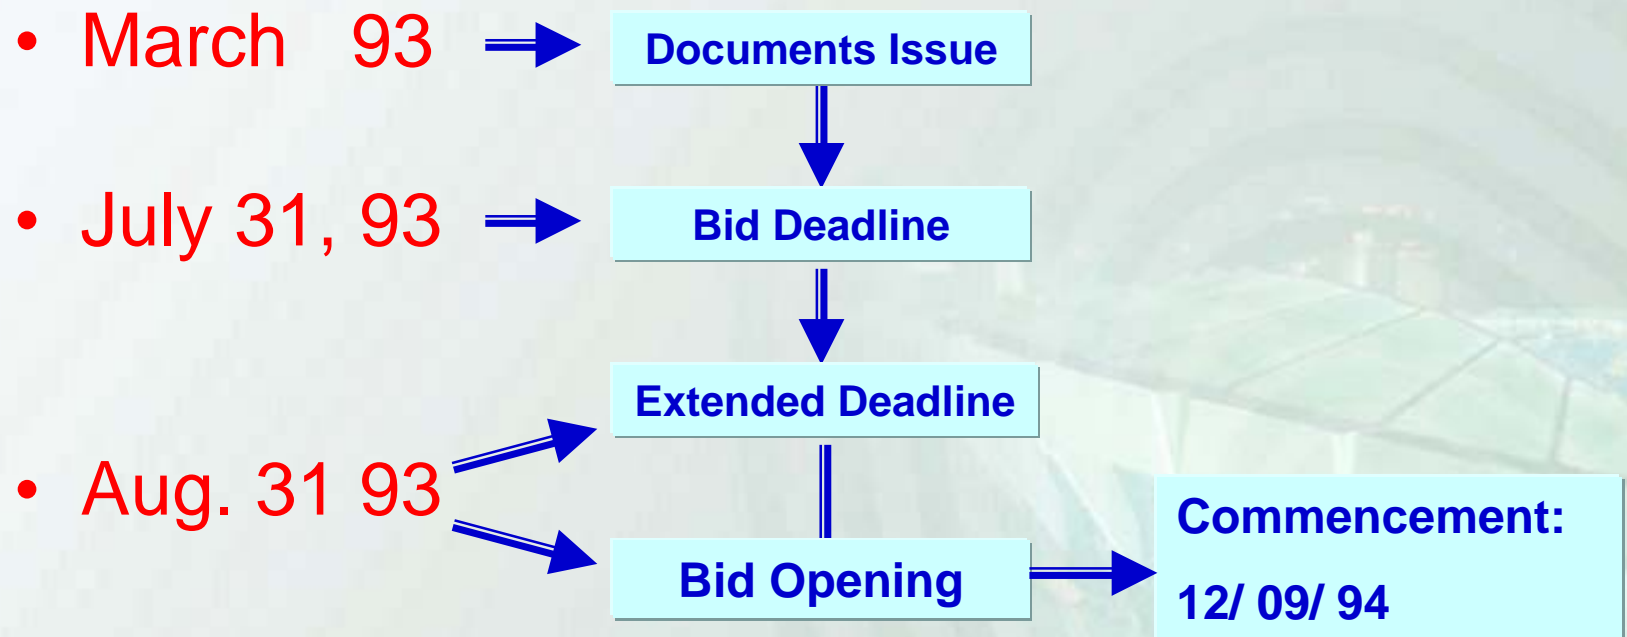 • March 93
Documents Issue
• July 31, 93
Bid Deadline
Extended Deadline
• Aug. 31 93
Bid Opening
Commencement:
12/ 09/ 94